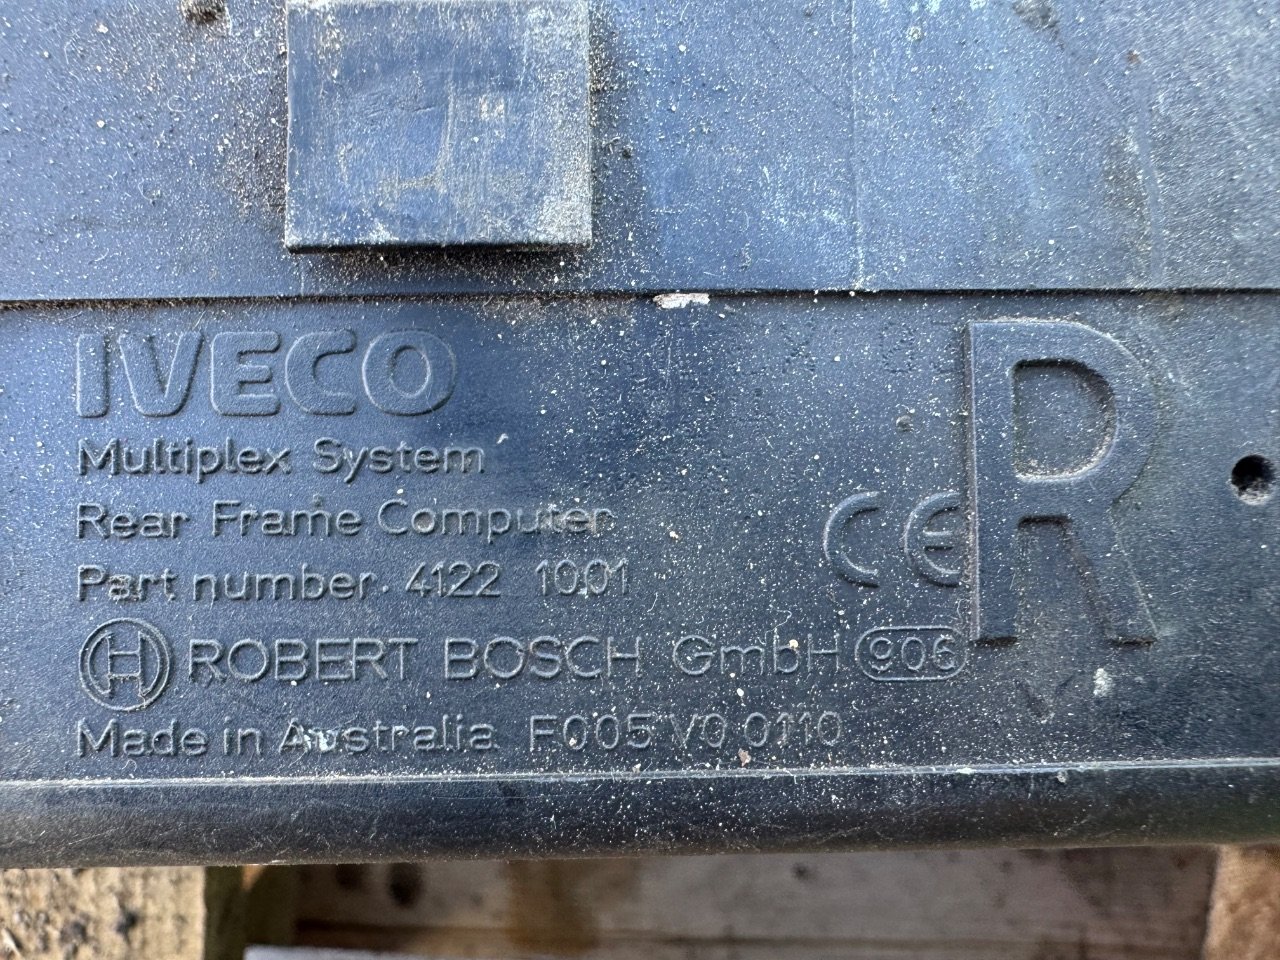 IVECO
Multiplex System
Rear Frame Computer
Part number. 4122 1001
CE R
H ROBERT BOSCH GmbH 906
Made in Australia F005 V0 0110